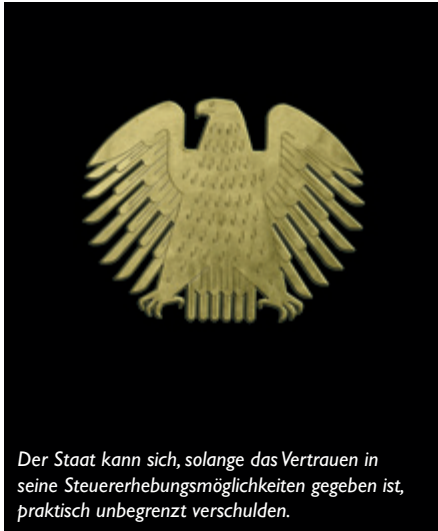 Der Staat kann sich, solange das Vertrauen in
seine Steuererhebungsmöglichkeiten gegeben ist,
praktisch unbegrenzt verschulden.